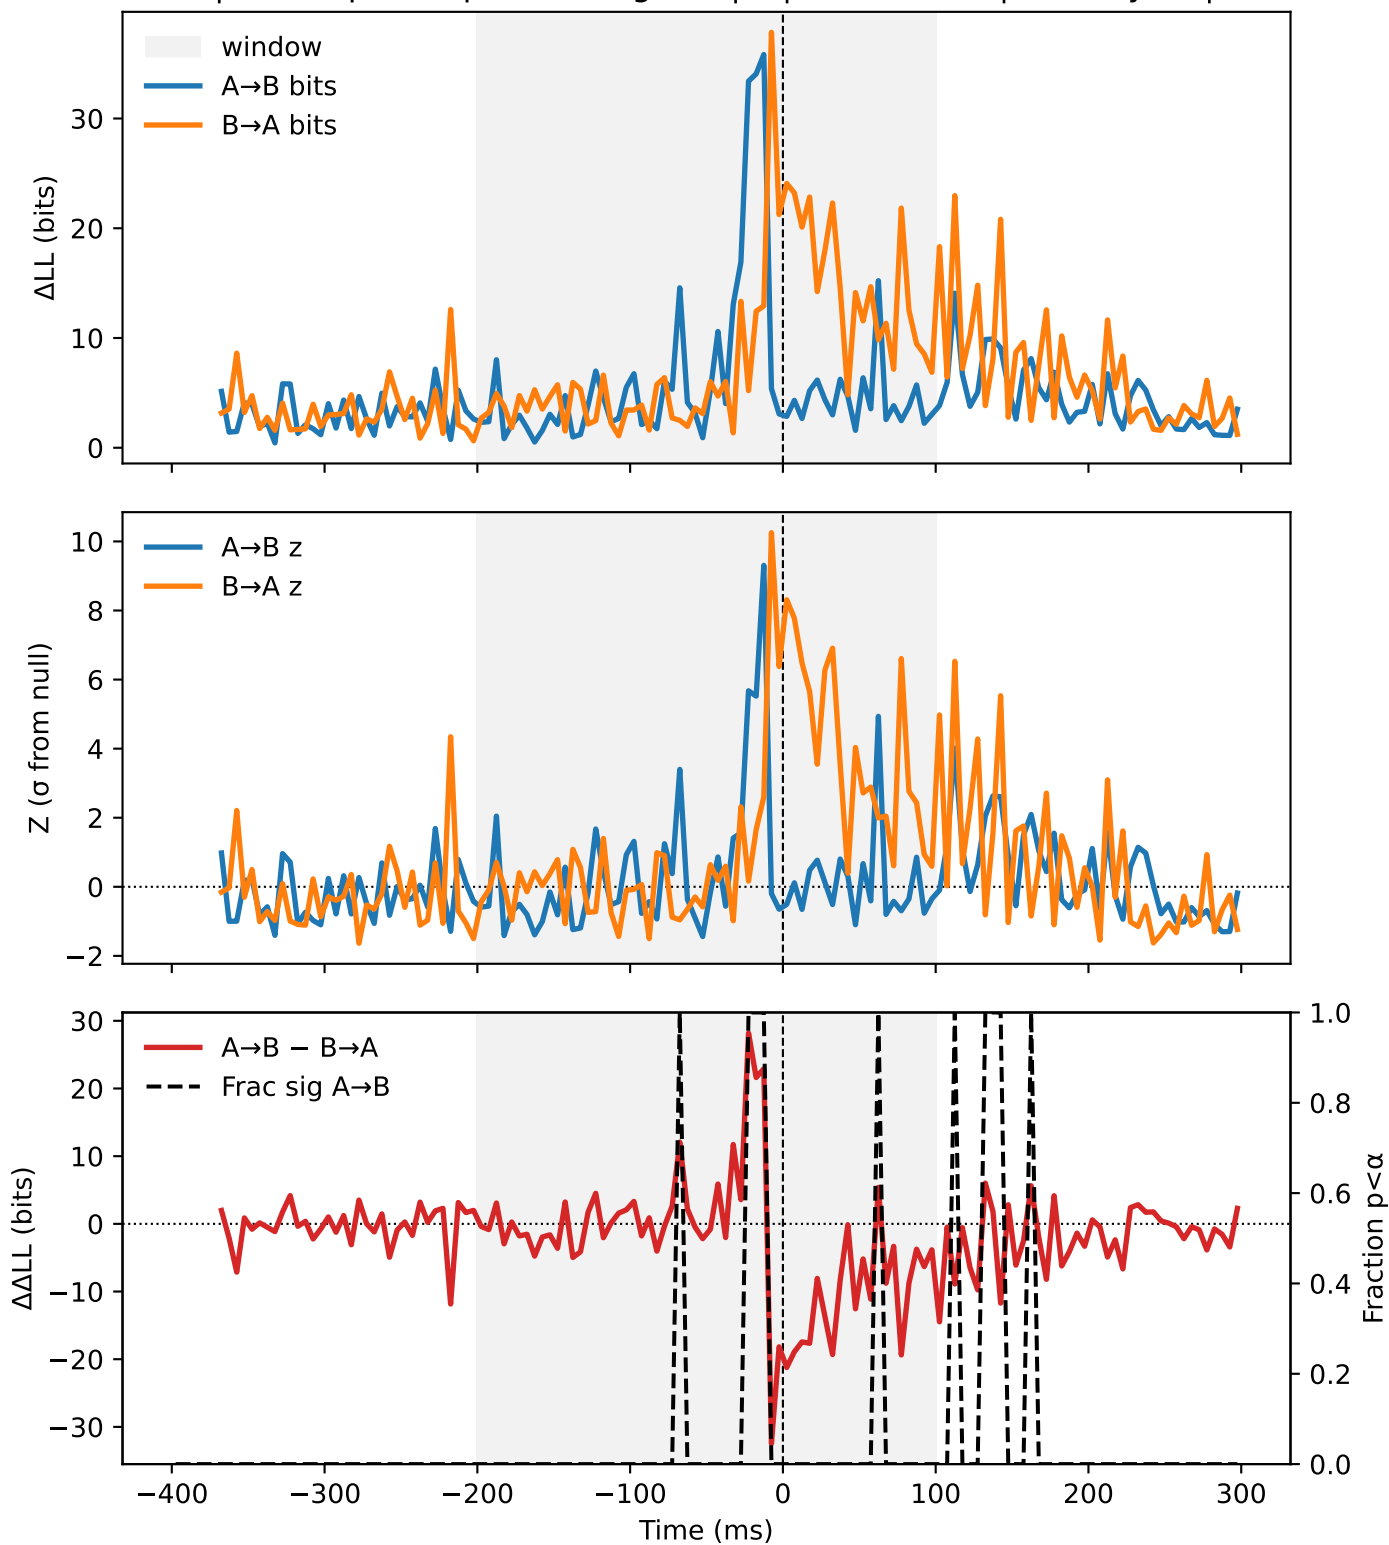 window
A→B bits
B→A bits
ΔLL (bits)
30
20
10
0
A→B z
B→A z
Z (σ from null)
10
8
6
4
2
0
−2
A→B − B→A
Frac sig A→B
ΔΔLL (bits)
30
20
10
0
−10
−20
−30
1.0
0.8
0.6
0.4
0.2
0.0
Fraction p<α
−400
−300
−200
−100
0
100
200
300
Time (ms)